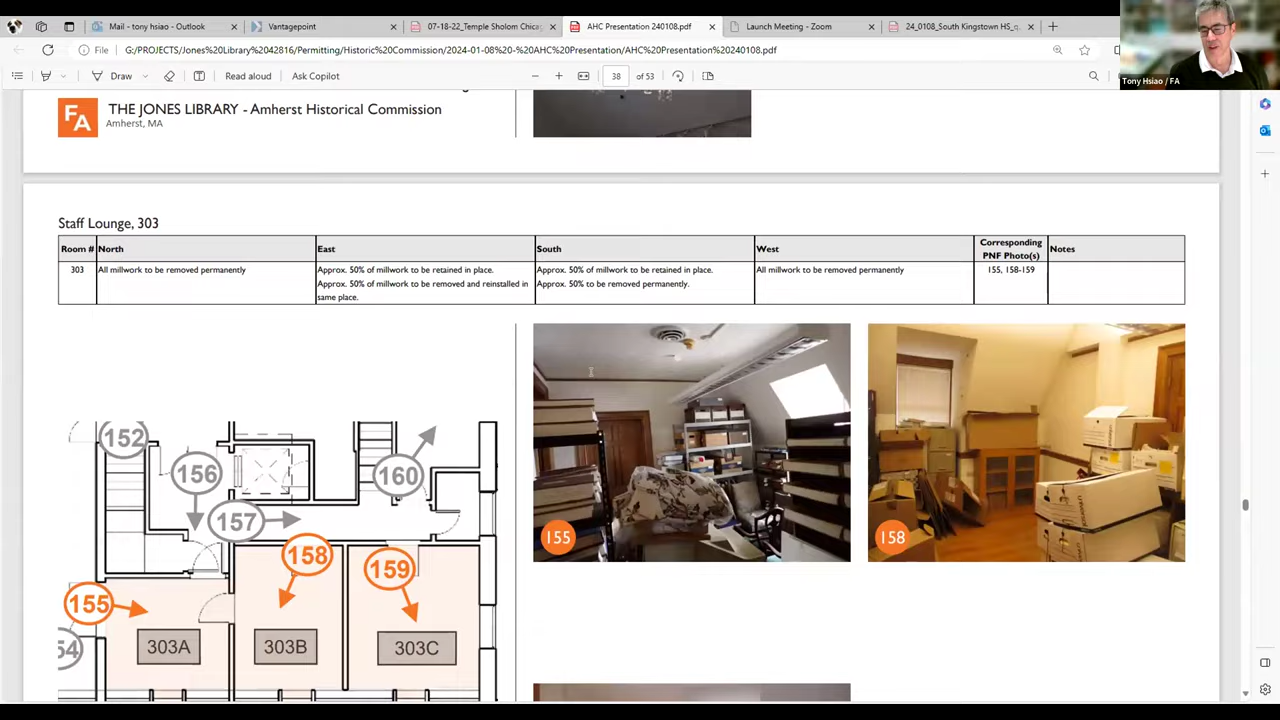 Mail - tony hsiao - Outlook
Vantagepoint
07-18-22_Temple Sholom Chicag
AHC Presentation 240108.pdf
Launch Meeting - Zoom
24_0108_South Kingstown HS_q
File
G:/PROJECTS/Jones%20Library%2042816/Permitting/Historic%20Commission/2024-01-08%20-%20AHC%20Presentation/AHC%20Presentation%20240108.pdf
Draw
Read aloud
Ask Copilot
38 of 53
Tony Hsiao / FA
FA
THE JONES LIBRARY - Amherst Historical Commission
Amherst, MA
Staff Lounge, 303
Room # North East South West Corresponding PNF Photo(s) Notes
303 All millwork to be removed permanently
Approx. 50% of millwork to be retained in place.
Approx. 50% of millwork to be removed and reinstalled in
same place.
Approx. 50% of millwork to be retained in place.
Approx. 50% to be removed permanently.
All millwork to be removed permanently
155, 158-159
152
156
160
157
158
159
155
54
303A
303B
303C
155
158